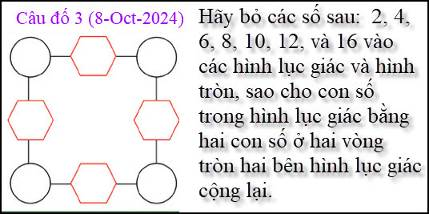 Câu đố 3 (8-Oct-2024)
Hãy bỏ các số sau: 2, 4,
6, 8, 10, 12, và 16 vào
các hình lục giác và hình
tròn, sao cho con số
trong hình lục giác bằng
hai con số ở hai vòng
tròn hai bên hình lục giác
cộng lại.